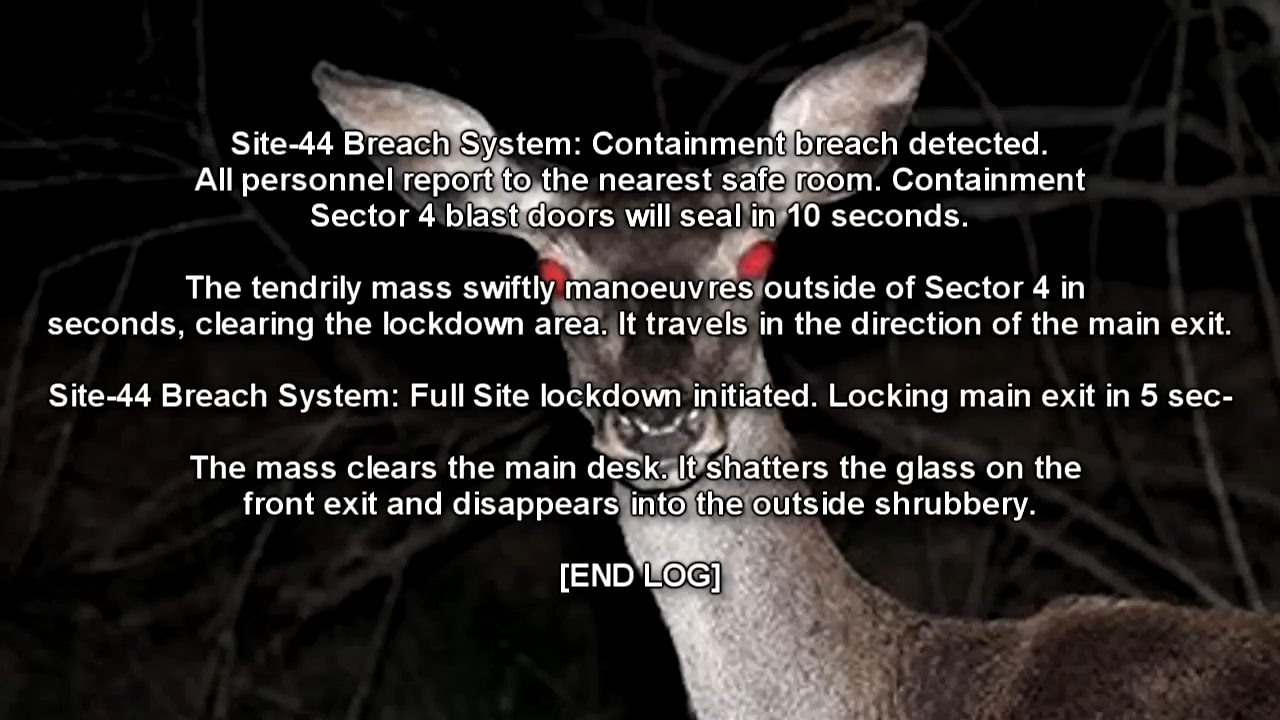 Site-44 Breach System: Containment breach detected.
All personnel report to the nearest safe room. Containment
Sector 4 blast doors will seal in 10 seconds.
The tendrily mass swiftly manoeuvres outside of Sector 4 in
seconds, clearing the lockdown area. It travels in the direction of the main exit.
Site-44 Breach System: Full Site lockdown initiated. Locking main exit in 5 sec-
The mass clears the main desk. It shatters the glass on the
front exit and disappears into the outside shrubbery.
[END LOG]